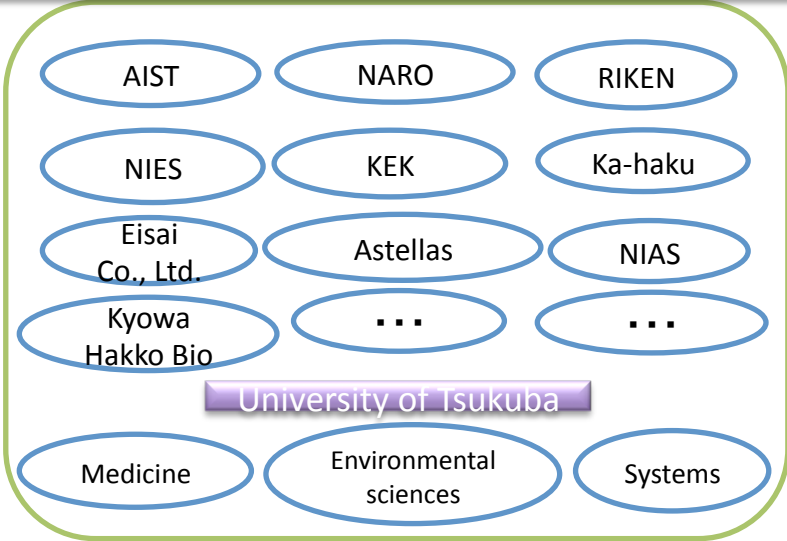 AIST
NARO
RIKEN
NIES
KEK
Ka-haku
Eisai
Co., Ltd.
Astellas
NIAS
Kyowa
Hakko Bio
...
...
University of Tsukuba
Medicine
Environmental
sciences
Systems